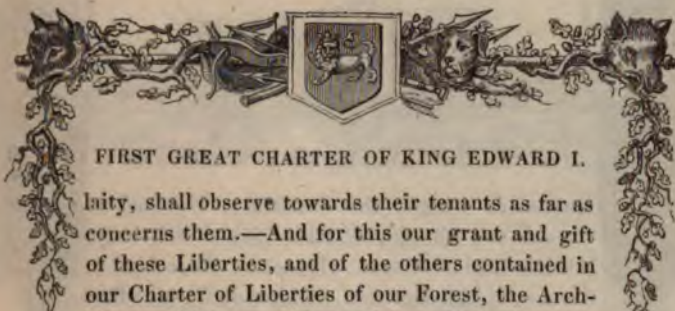 FIRST GREAT CHARTER OF KING EDWARD I.
laity, shall observe towards their tenants as far as
concerns them.—And for this our grant and gift
of these Liberties, and of the others contained in
our Charter of Liberties of our Forest, the Arch-